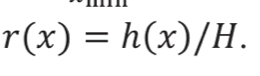 r(x) = h(x)/H.